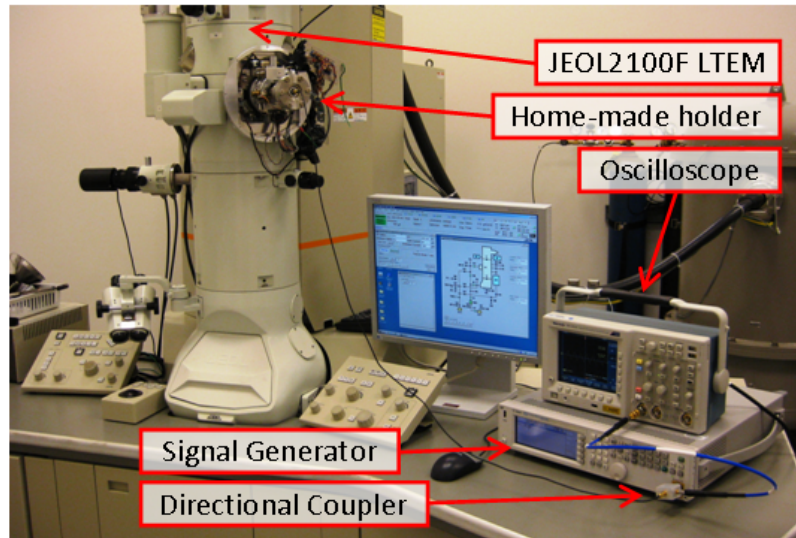 JEOL2100F LTEM
Home-made holder
Oscilloscope
Signal Generator
Directional Coupler